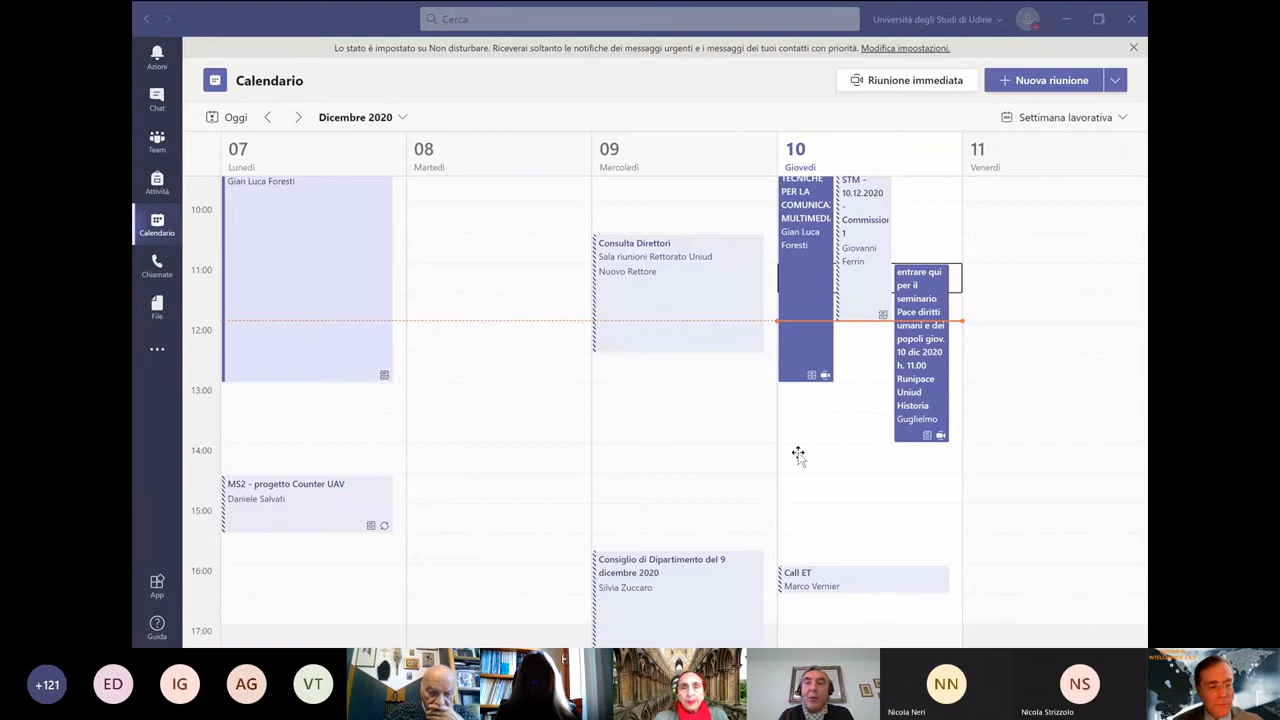 Cerca
Università degli Studi di Udine
Lo stato è impostato su Non disturbare. Riceverai soltanto le notifiche dei messaggi urgenti e i messaggi dei tuoi contatti con priorità. Modifica impostazioni.
Azioni
Chat
Team
Attività
Calendario
Chiamate
File
App
Guida
Calendario
Riunione immediata
Nuova riunione
Oggi
Dicembre 2020
Settimana lavorativa
07
Lunedì
08
Martedì
09
Mercoledì
10
Giovedì
11
Venerdì
10:00
11:00
12:00
13:00
14:00
15:00
16:00
17:00
Gian Luca Foresti
MS2 - progetto Counter UAV
Daniele Salvati
Consulta Direttori
Sala riunioni Rettorato Uniud
Nuovo Rettore
Consiglio di Dipartimento del 9
dicembre 2020
Silvia Zuccaro
TECNICHE
PER LA
COMUNICA
MULTIMEDI
Gian Luca
Foresti
STM -
10.12.2020
-
Commission
1
Giovanni
Ferrin
entrare qui
per il
seminario
Pace diritti
umani e dei
popoli giov.
10 dic 2020
h. 11.00
Runipace
Uniud
Historia
Guglielmo
Call ET
Marco Vernier
+121
ED
IG
AG
VT
NN
Nicola Neri
NS
Nicola Strizzolo